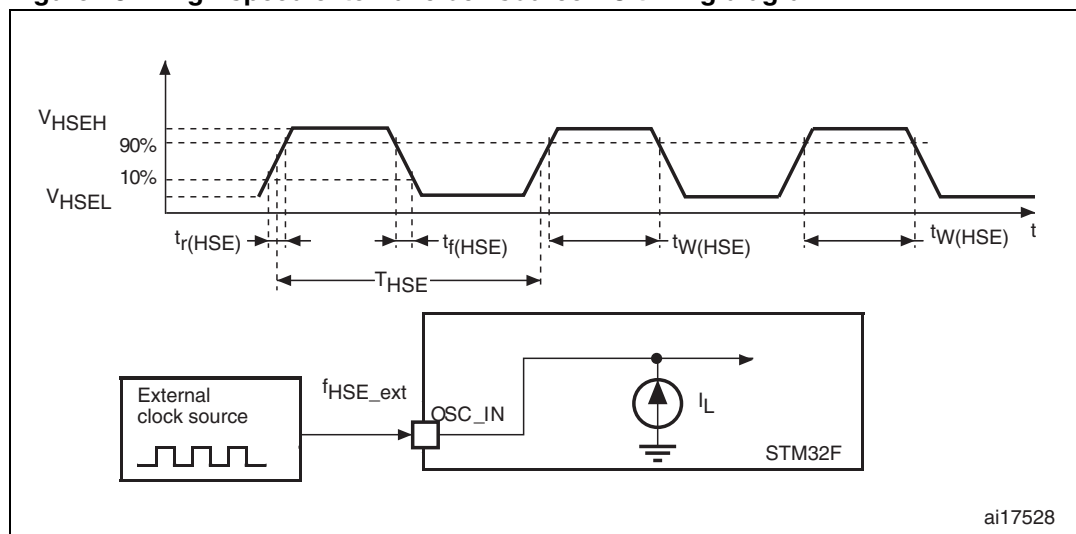 VHSEH
90%
10%
VHSEL
tr(HSE)
tf(HSE)
tW(HSE)
tW(HSE)
t
THSE
External
clock source
fHSE_ext
OSC_IN
IL
STM32F
ai17528